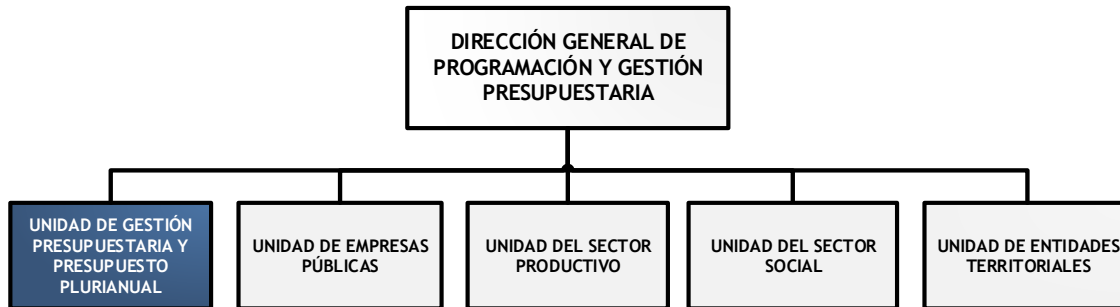 DIRECCIÓN GENERAL DE
PROGRAMACIÓN Y GESTIÓN
PRESUPUESTARIA
UNIDAD DE GESTIÓN
PRESUPUESTARIA Y
PRESUPUESTO
PLURIANUAL
UNIDAD DE EMPRESAS
PÚBLICAS
UNIDAD DEL SECTOR
PRODUCTIVO
UNIDAD DEL SECTOR
SOCIAL
UNIDAD DE ENTIDADES
TERRITORIALES